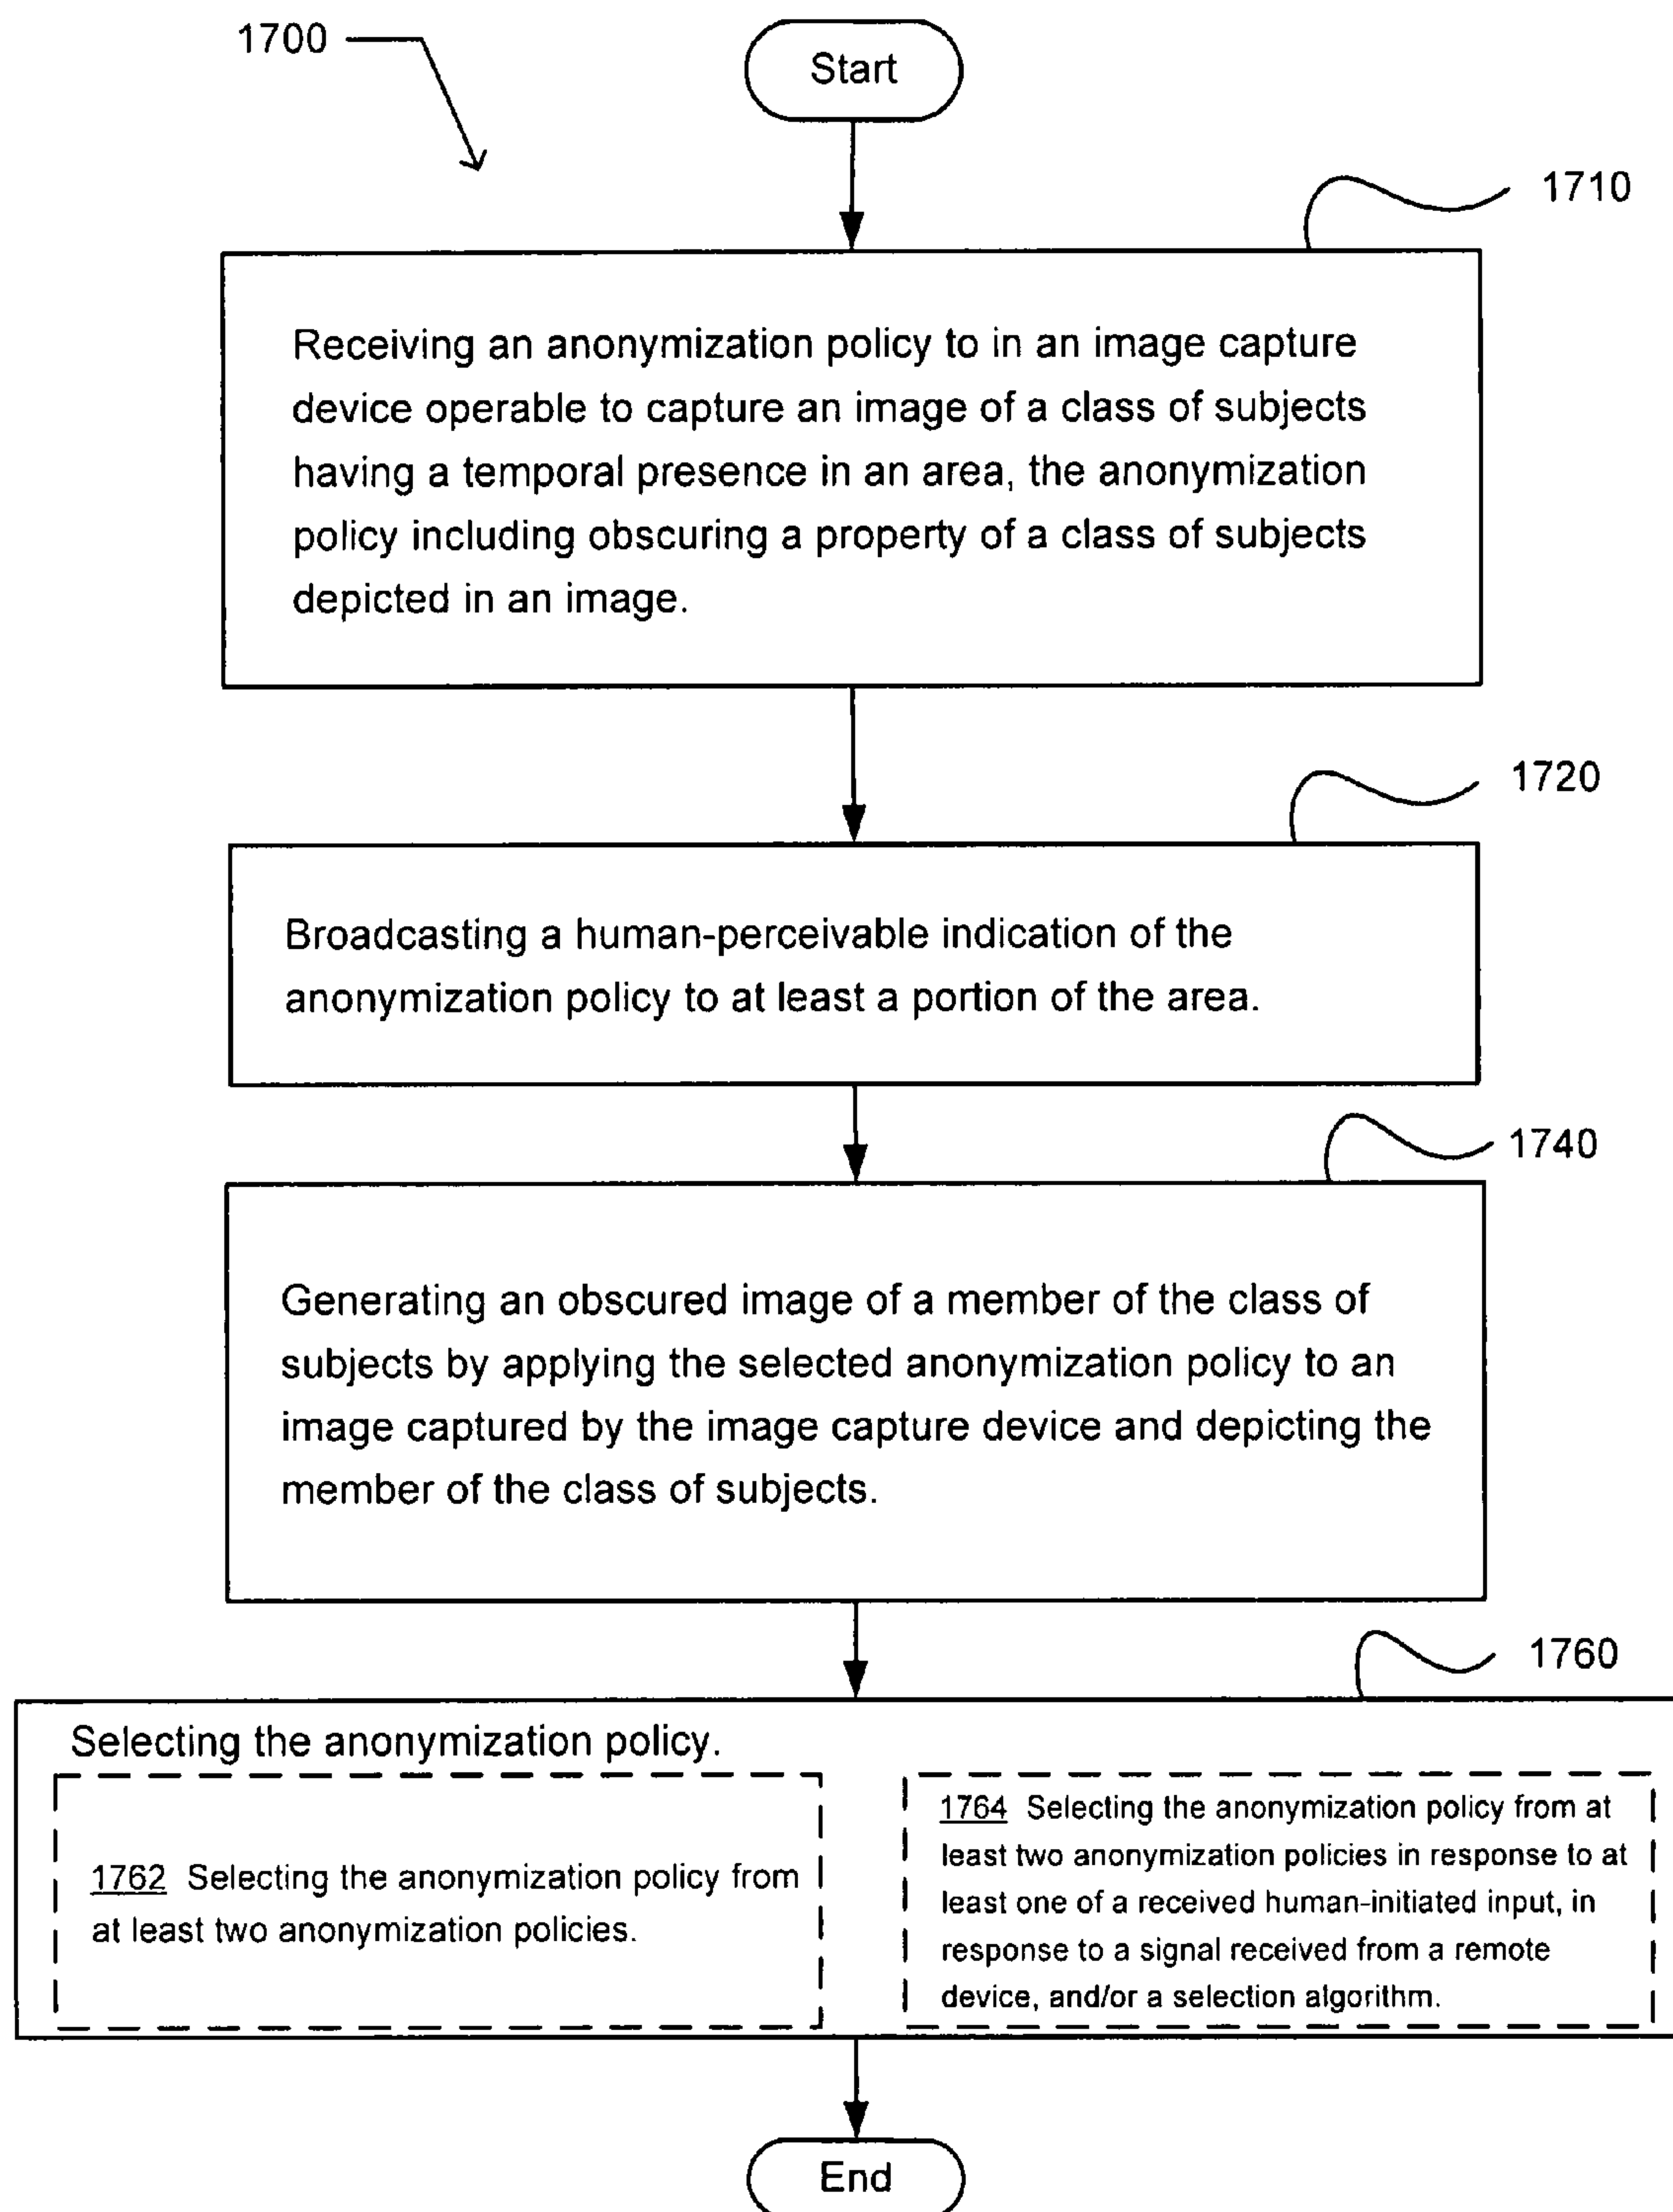 1700
Start
1710
Receiving an anonymization policy to in an image capture
device operable to capture an image of a class of subjects
having a temporal presence in an area, the anonymization
policy including obscuring a property of a class of subjects
depicted in an image.
1720
Broadcasting a human-perceivable indication of the
anonymization policy to at least a portion of the area.
1740
Generating an obscured image of a member of the class of
subjects by applying the selected anonymization policy to an
image captured by the image capture device and depicting the
member of the class of subjects.
1760
Selecting the anonymization policy.
1762 Selecting the anonymization policy from
at least two anonymization policies.
1764 Selecting the anonymization policy from at
least two anonymization policies in response to at
least one of a received human-initiated input, in
response to a signal received from a remote
device, and/or a selection algorithm.
End